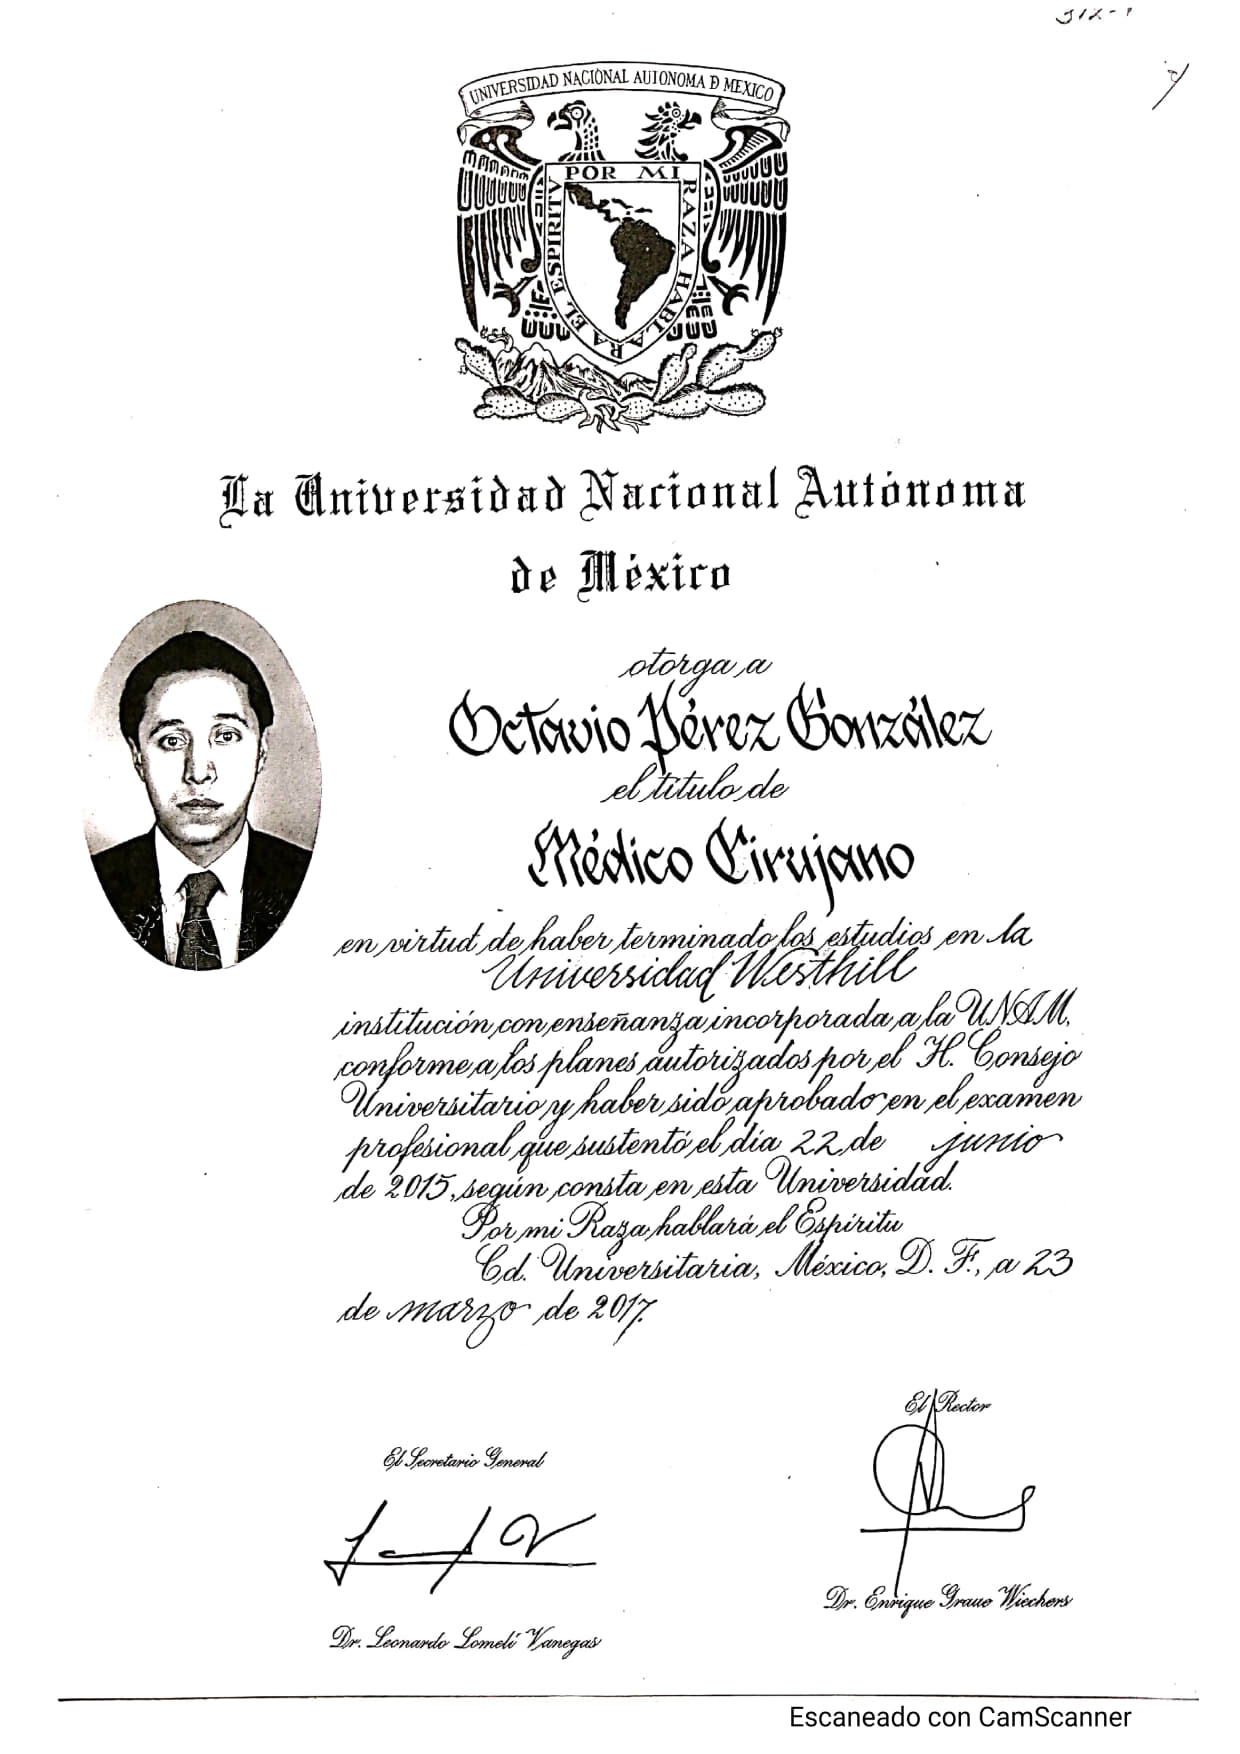 UNIVERSIDAD NACIONAL AUTONOMA D MEXICO
POR MI RAZA HABLARA EL ESPIRITU
La Universidad Nacional Autónoma
de México
otorga a
Octavio Pérez González
el título de
Médico Cirujano
en virtud de haber terminado los estudios en la
Universidad Westhill
institución con enseñanza incorporada a la UNAM,
conforme a los planes autorizados por el H. Consejo
Universitario y haber sido aprobado en el examen
profesional que sustentó el día 22 de junio
de 2015, según consta en esta Universidad.
Por mi Raza hablará el Espíritu
Cd. Universitaria, México, D. F., a 23
de marzo de 2017.
El Rector
El Secretario General
Dr. Enrique Graue Wiechers
Dr. Leonardo Lomelí Vanegas
Escaneado con CamScanner